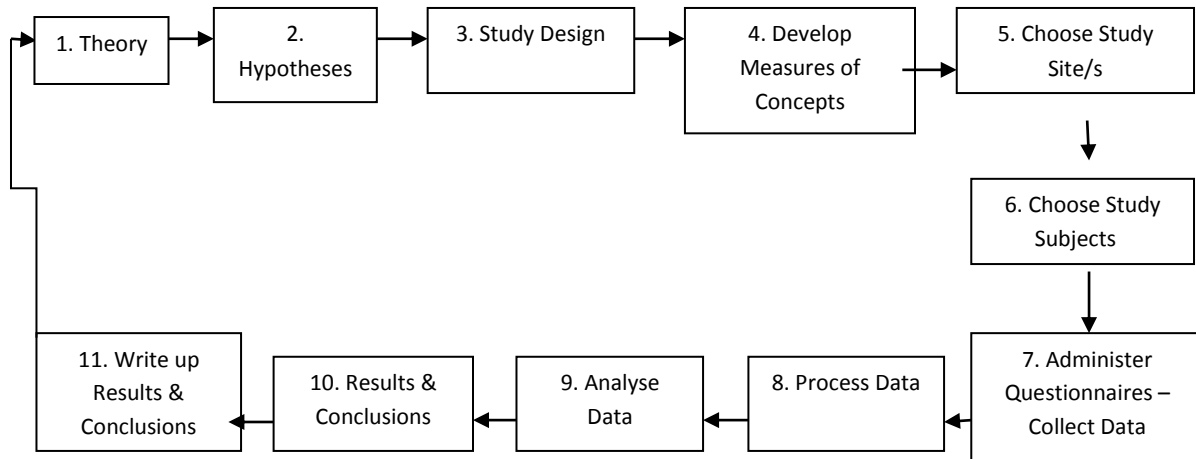 1. Theory
2.
Hypotheses
3. Study Design
4. Develop
Measures of
Concepts
5. Choose Study
Site/s
6. Choose Study
Subjects
7. Administer
Questionnaires –
Collect Data
8. Process Data
9. Analyse
Data
10. Results &
Conclusions
11. Write up
Results &
Conclusions